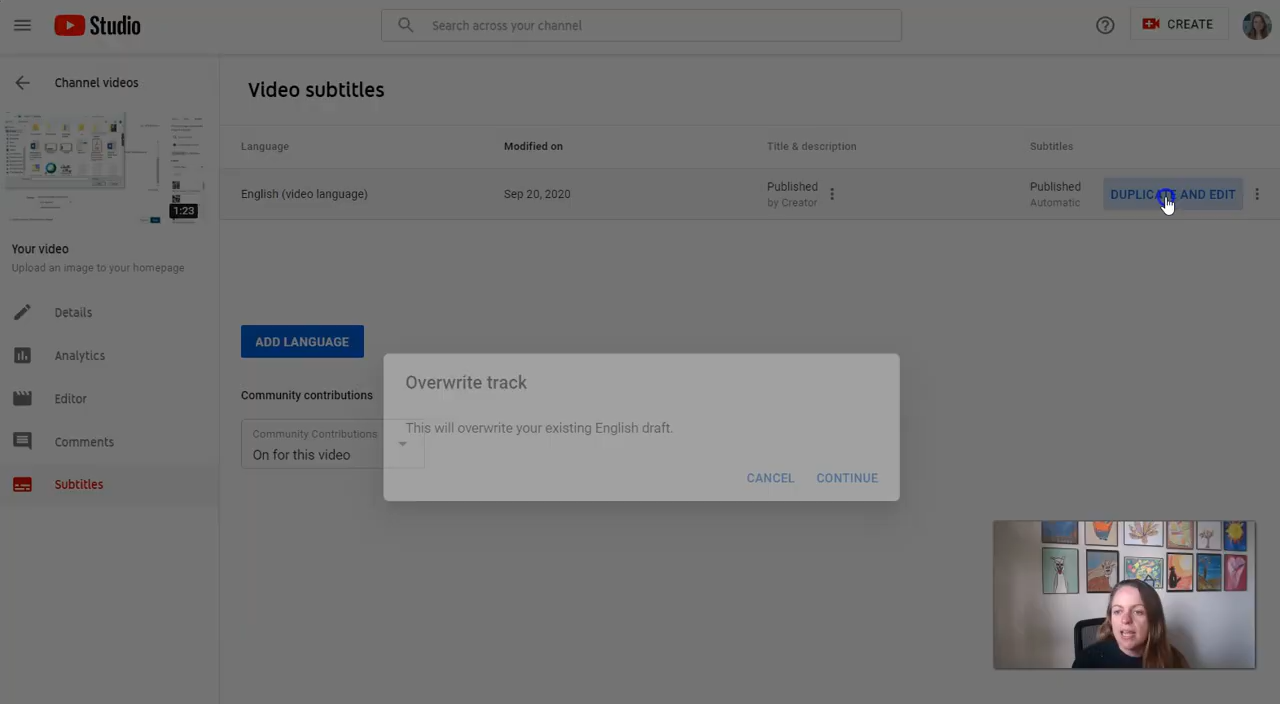 Studio
Search across your channel
CREATE
Channel videos
1:23
Your video
Upload an image to your homepage
Details
Analytics
Editor
Comments
Subtitles
Video subtitles
Language
Modified on
Title & description
Subtitles
English (video language)
Sep 20, 2020
Published
by Creator
Published
Automatic
DUPLICATE AND EDIT
ADD LANGUAGE
Community contributions
Community Contributions
On for this video
Overwrite track
This will overwrite your existing English draft.
CANCEL
CONTINUE